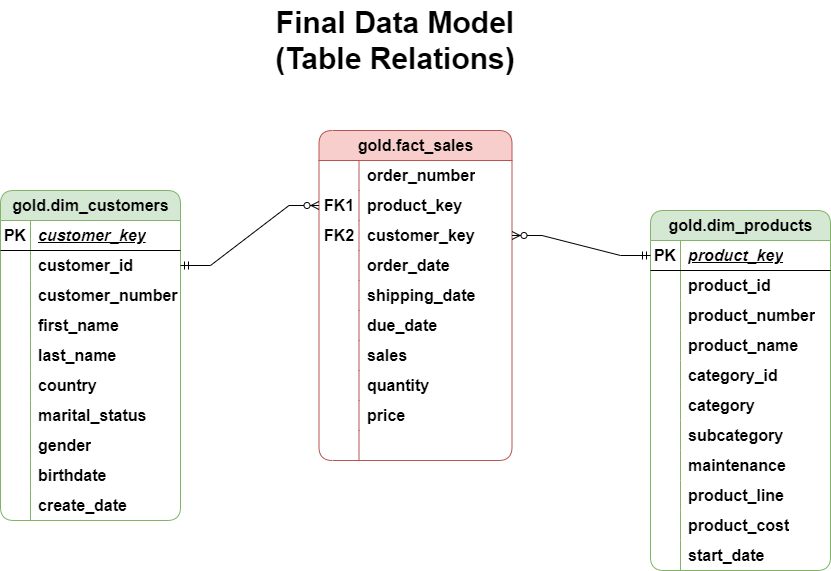 Final Data Model
(Table Relations)
gold.dim_customers
PK customer_key
customer_id
customer_number
first_name
last_name
country
marital_status
gender
birthdate
create_date
gold.fact_sales
order_number
FK1 product_key
FK2 customer_key
order_date
shipping_date
due_date
sales
quantity
price
gold.dim_products
PK product_key
product_id
product_number
product_name
category_id
category
subcategory
maintenance
product_line
product_cost
start_date